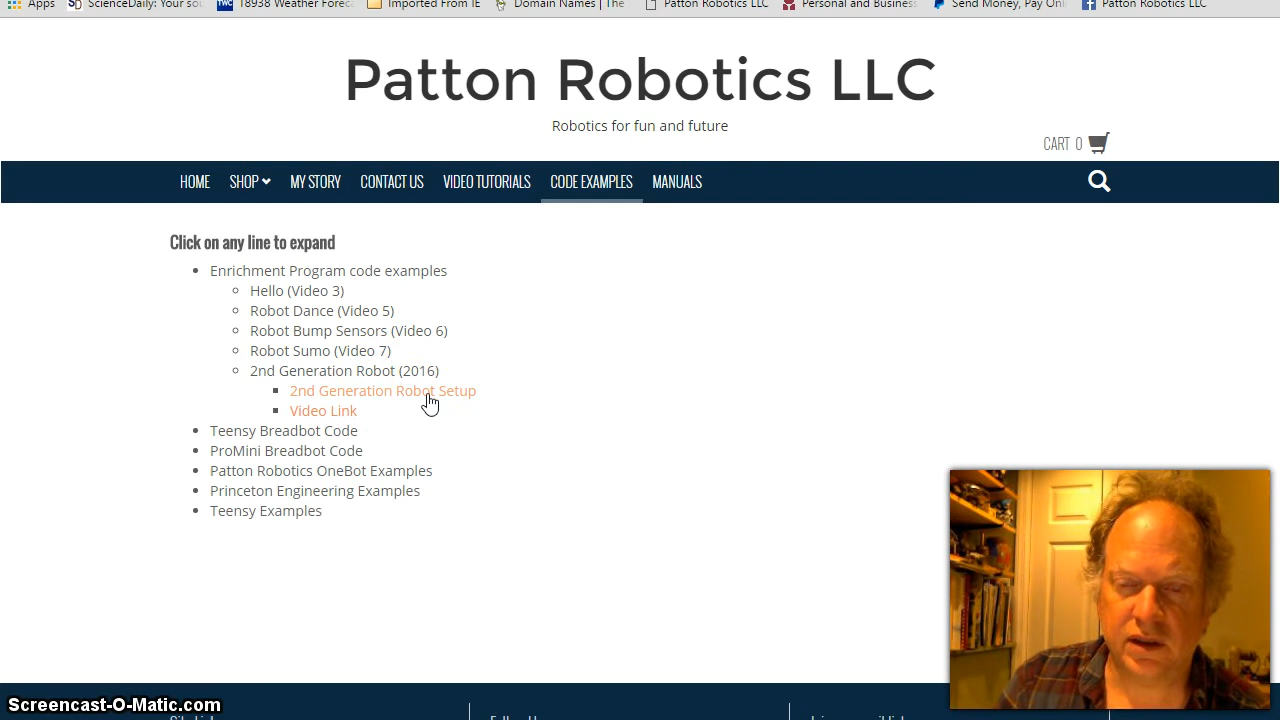 Apps ScienceDaily: Your sou 18938 Weather Foreca Imported From IE Domain Names | The Patton Robotics LLC Personal and Business Send Money, Pay Onli Patton Robotics LLC
Patton Robotics LLC
Robotics for fun and future
CART 0
HOME SHOP MY STORY CONTACT US VIDEO TUTORIALS CODE EXAMPLES MANUALS
Click on any line to expand
Enrichment Program code examples
Hello (Video 3)
Robot Dance (Video 5)
Robot Bump Sensors (Video 6)
Robot Sumo (Video 7)
2nd Generation Robot (2016)
2nd Generation Robot Setup
Video Link
Teensy Breadbot Code
ProMini Breadbot Code
Patton Robotics OneBot Examples
Princeton Engineering Examples
Teensy Examples
Screencast-O-Matic.com